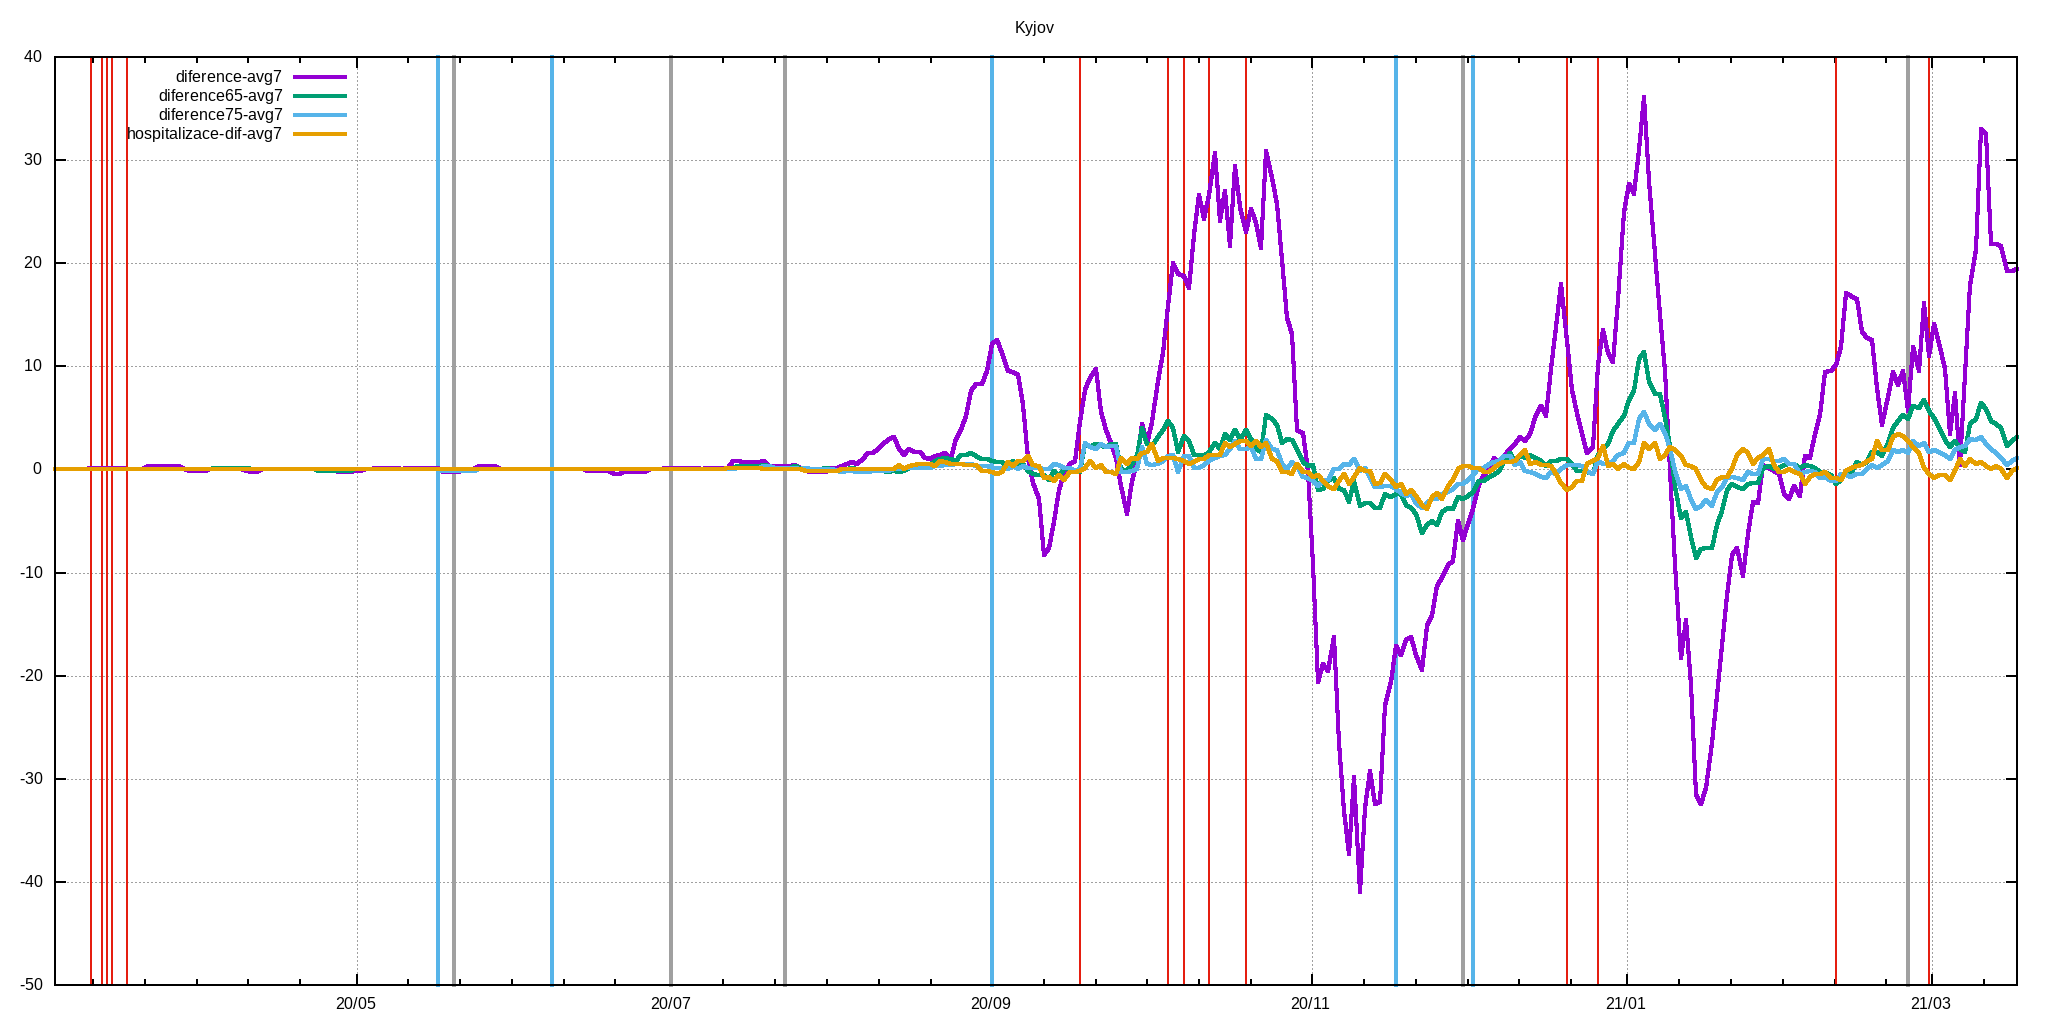 Kyjov
40
diference-avg7
diference65-avg7
diference75-avg7
hospitalizace-dif-avg7
30
20
10
0
-10
-20
-30
-40
-50
20/05 20/07 20/09 20/11 21/01 21/03